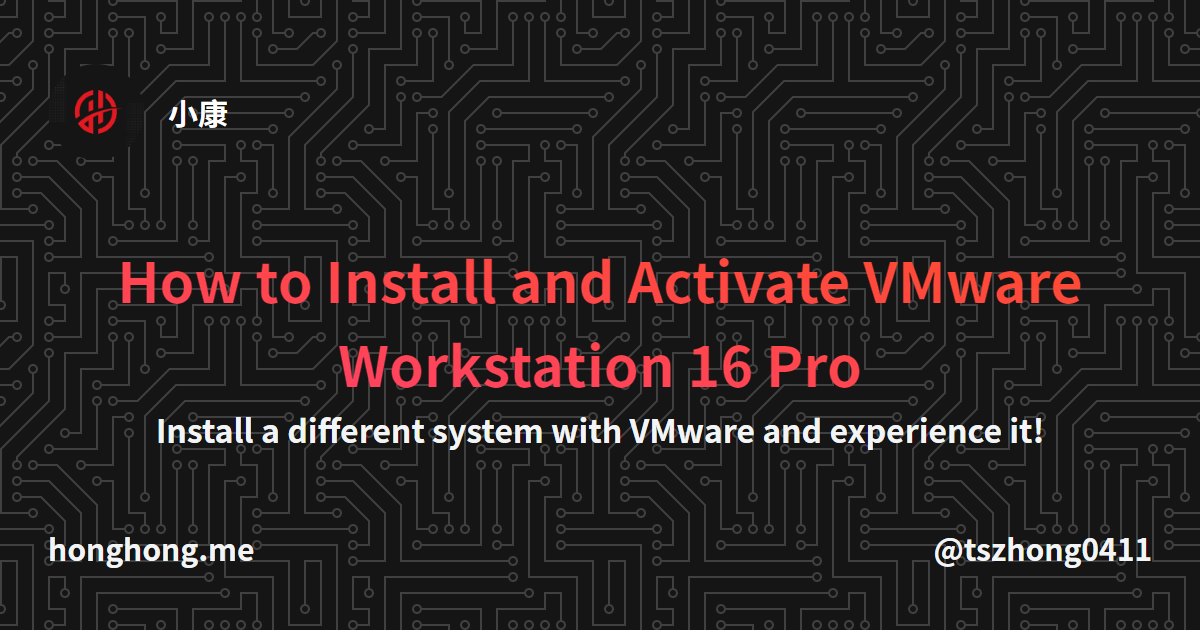 小康
How to Install and Activate VMware
Workstation 16 Pro
Install a different system with VMware and experience it!
honghong.me
@tszhong0411